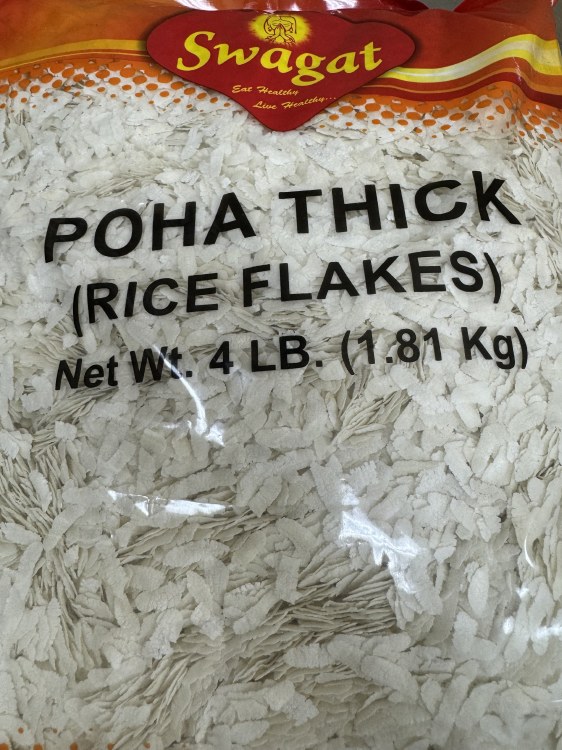 Swagat
Eat Healthy
Live Healthy...
POHA THICK
(RICE FLAKES)
Net Wt. 4 LB. (1.81 Kg)